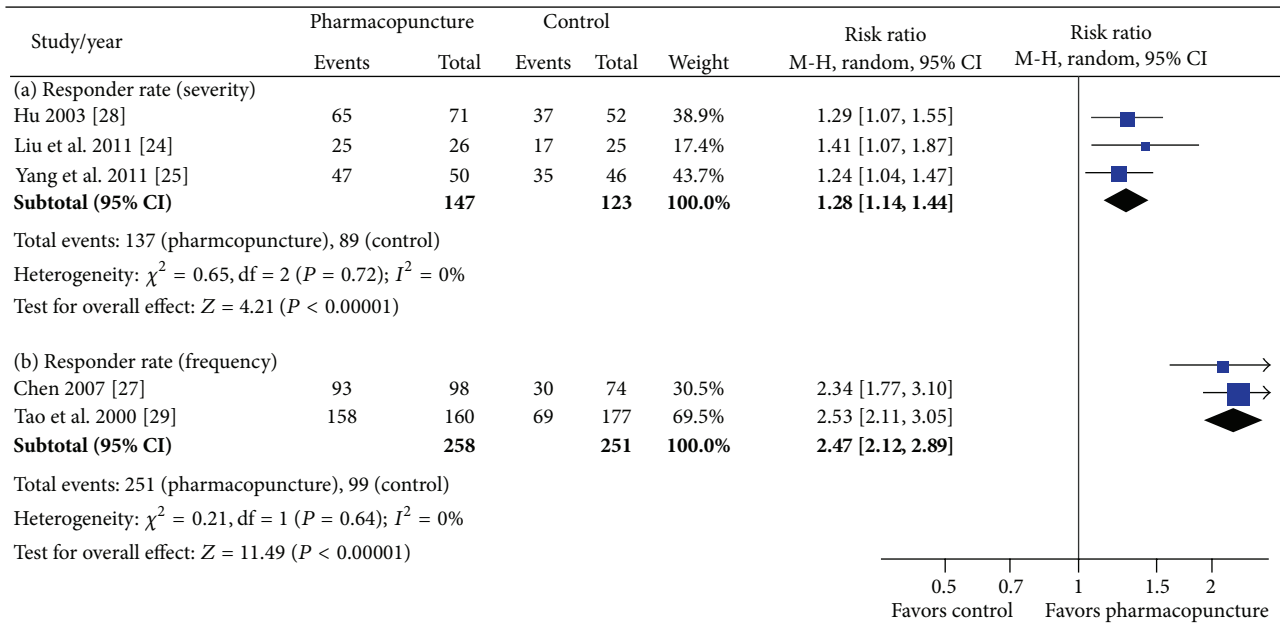 Study/year Pharmacopuncture Control Weight Risk ratio Risk ratio
Events Total Events Total M-H, random, 95% CI M-H, random, 95% CI
(a) Responder rate (severity)
Hu 2003 [28] 65 71 37 52 38.9% 1.29 [1.07, 1.55]
Liu et al. 2011 [24] 25 26 17 25 17.4% 1.41 [1.07, 1.87]
Yang et al. 2011 [25] 47 50 35 46 43.7% 1.24 [1.04, 1.47]
Subtotal (95% CI) 147 123 100.0% 1.28 [1.14, 1.44]
Total events: 137 (pharmcopuncture), 89 (control)
Heterogeneity: χ² = 0.65, df = 2 (P = 0.72); I² = 0%
Test for overall effect: Z = 4.21 (P < 0.00001)
(b) Responder rate (frequency)
Chen 2007 [27] 93 98 30 74 30.5% 2.34 [1.77, 3.10]
Tao et al. 2000 [29] 158 160 69 177 69.5% 2.53 [2.11, 3.05]
Subtotal (95% CI) 258 251 100.0% 2.47 [2.12, 2.89]
Total events: 251 (pharmacopuncture), 99 (control)
Heterogeneity: χ² = 0.21, df = 1 (P = 0.64); I² = 0%
Test for overall effect: Z = 11.49 (P < 0.00001)
0.5 0.7 1 1.5 2
Favors control Favors pharmacopuncture